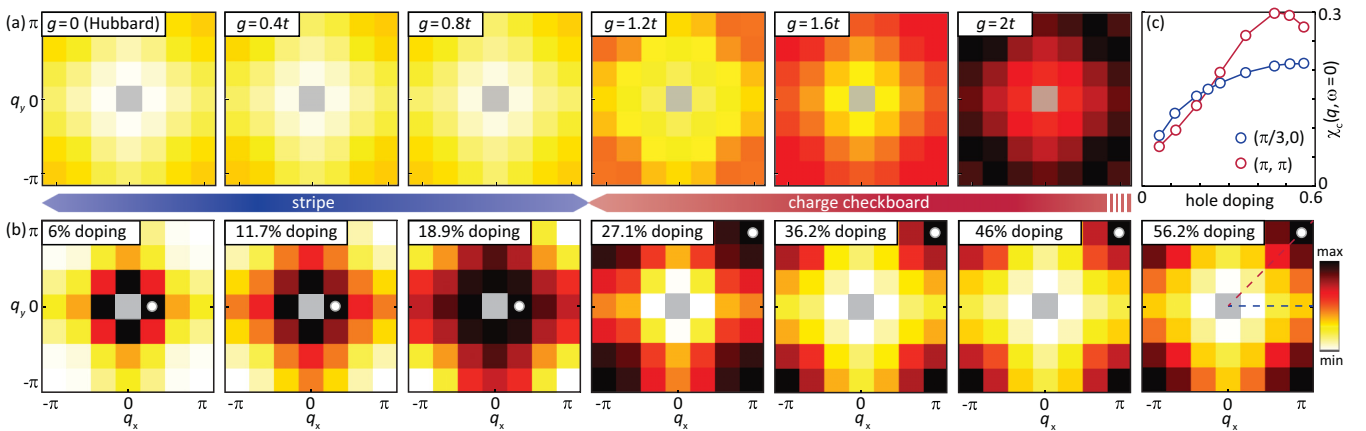 (a) π
g=0 (Hubbard)
g=0.4t
g=0.8t
g=1.2t
g=1.6t
g=2t
(c)
0.3
q_y 0
-π
χ_c(q, ω=0)
(π/3,0)
(π, π)
0
0
hole doping
0.6
stripe
charge checkboard
(b) π
6% doping
11.7% doping
18.9% doping
27.1% doping
36.2% doping
46% doping
56.2% doping
max
min
q_y 0
-π
-π 0 π
-π 0 π
-π 0 π
-π 0 π
-π 0 π
-π 0 π
-π 0 π
q_x
q_x
q_x
q_x
q_x
q_x
q_x